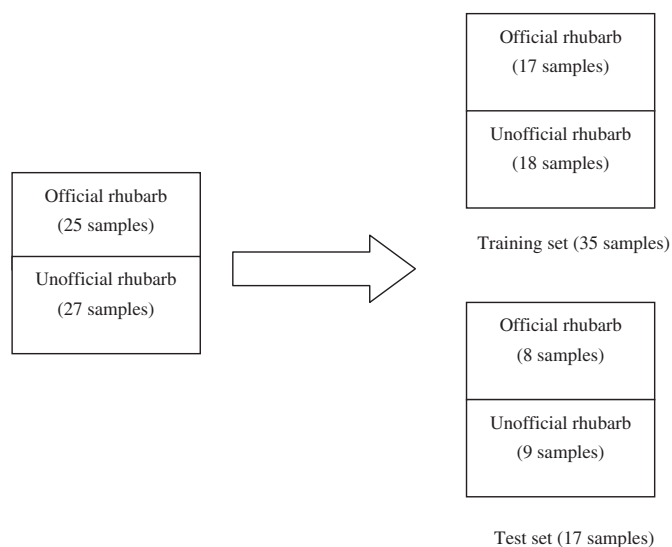 Official rhubarb
(25 samples)
Unofficial rhubarb
(27 samples)
Official rhubarb
(17 samples)
Unofficial rhubarb
(18 samples)
Training set (35 samples)
Official rhubarb
(8 samples)
Unofficial rhubarb
(9 samples)
Test set (17 samples)